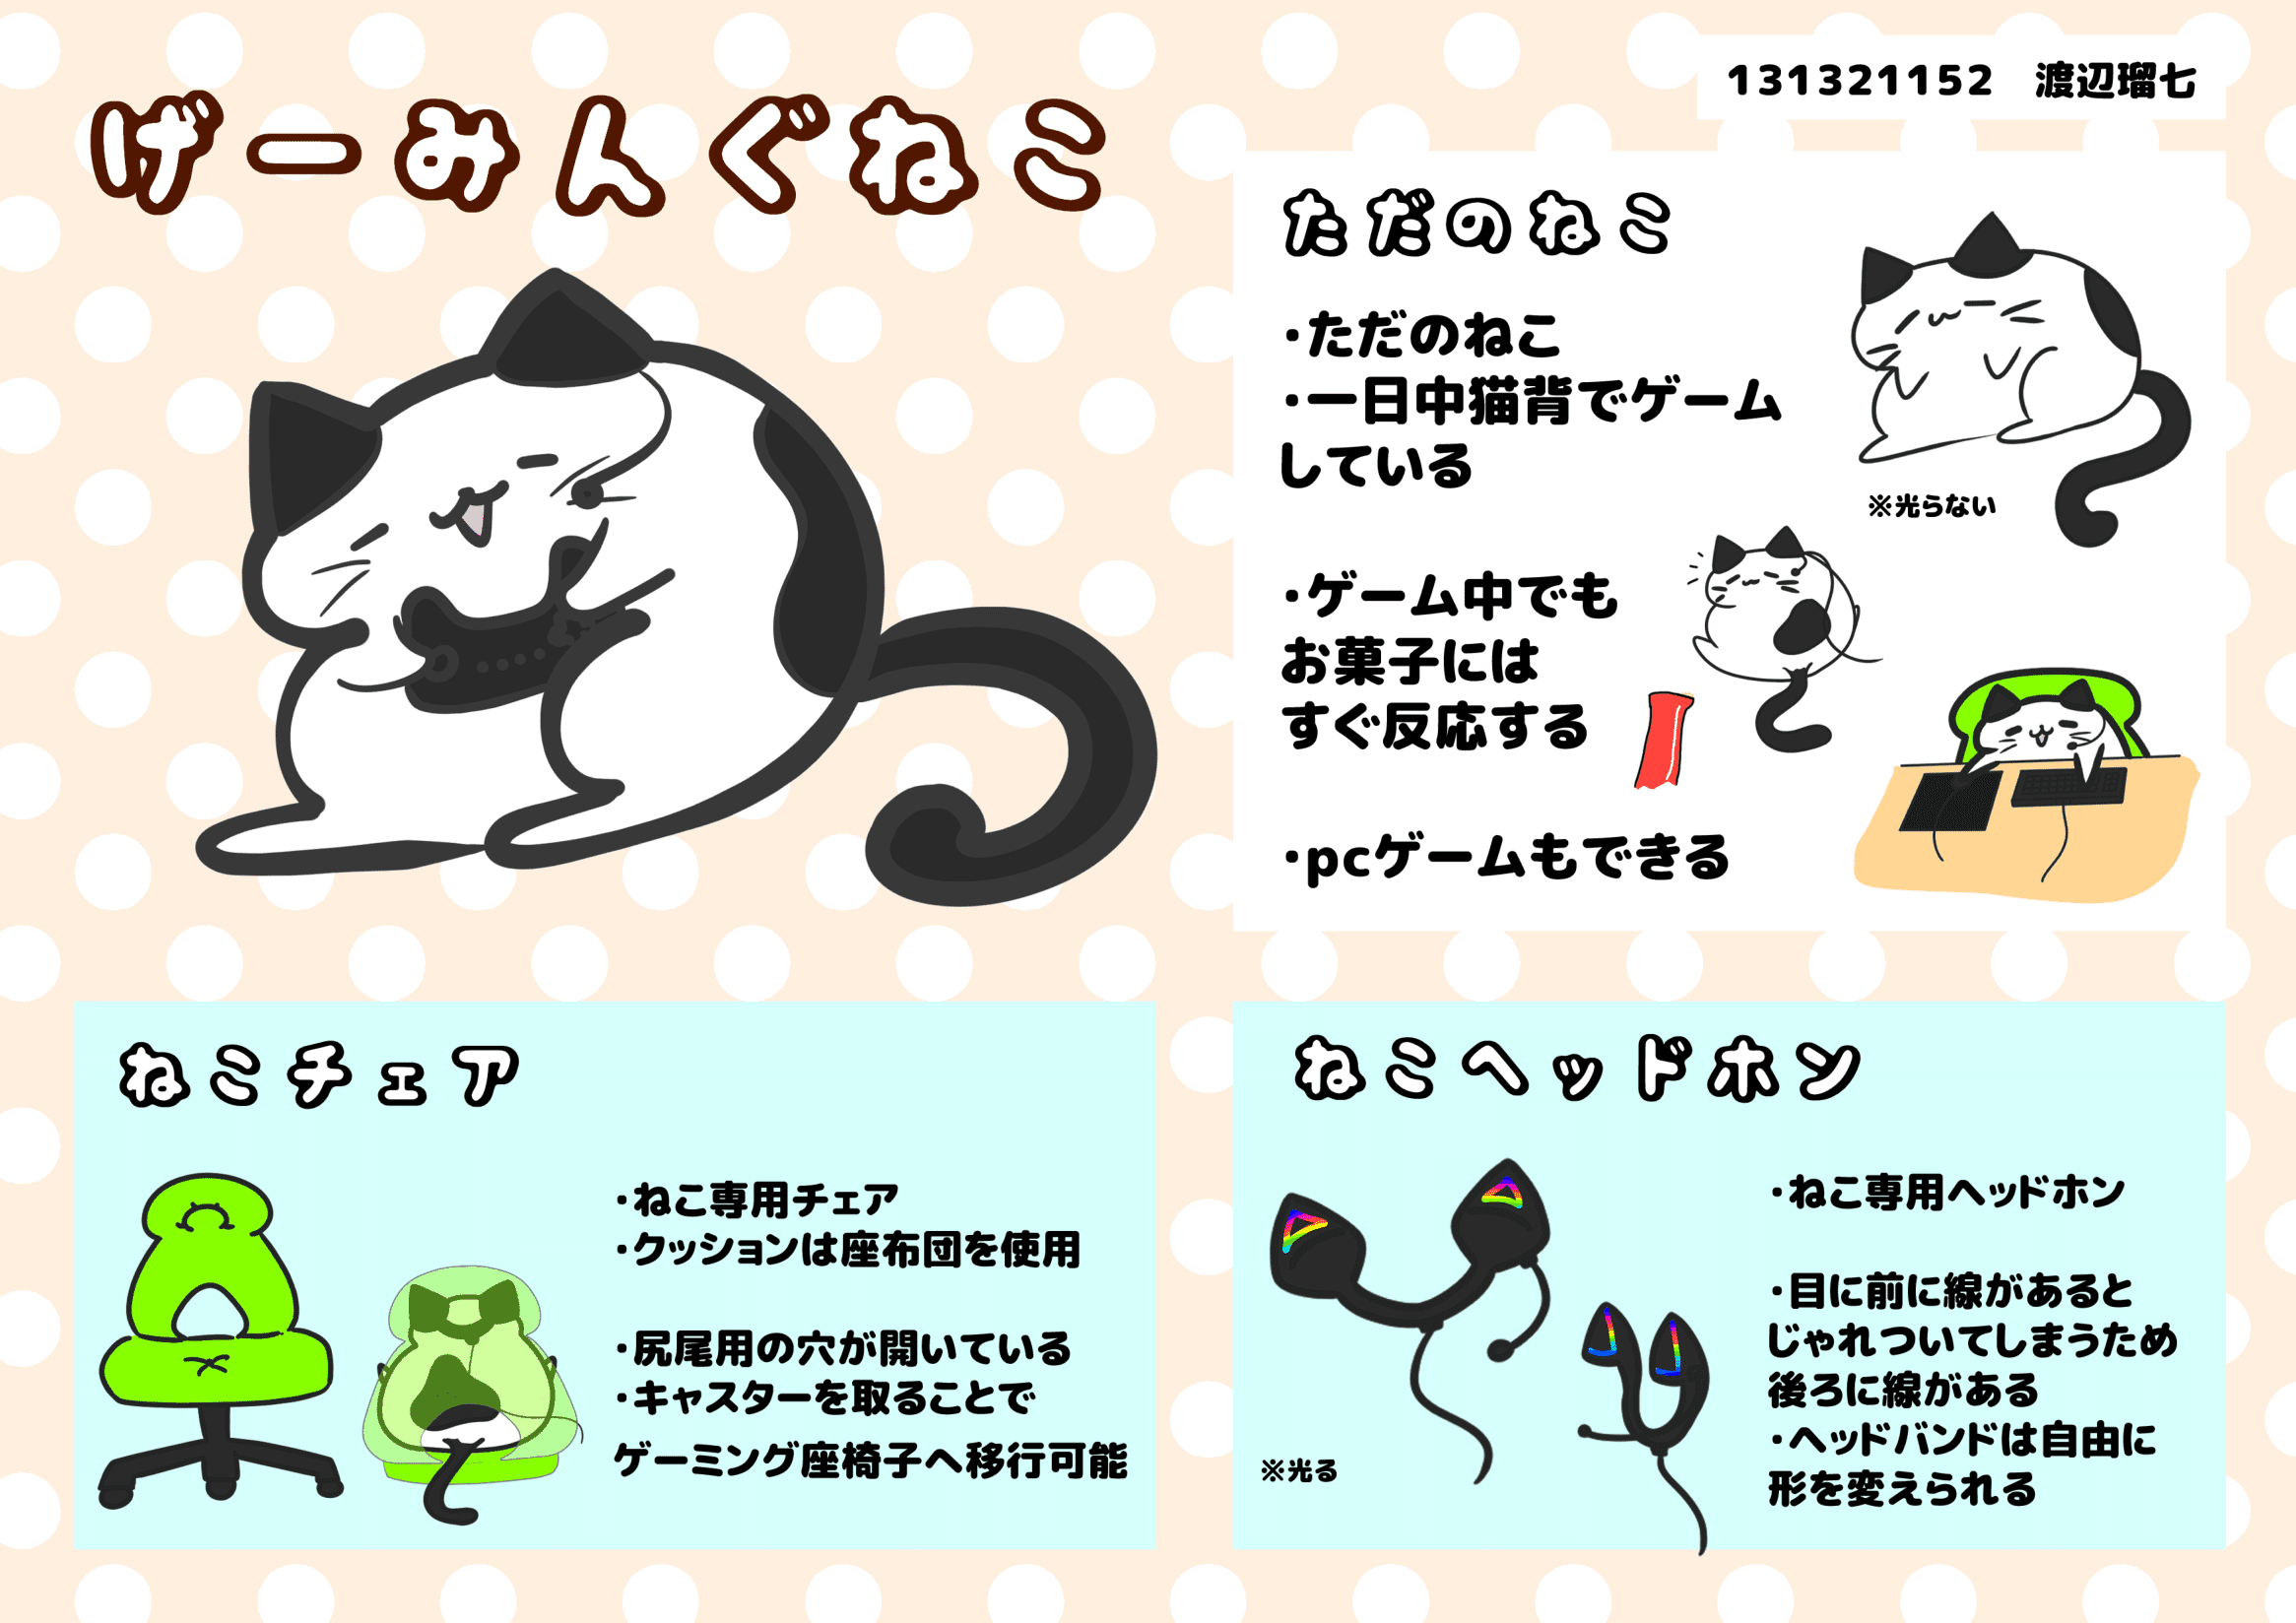 131321152 渡辺瑠七
げーみんぐねこ
ただのねこ
・ただのねこ
・一日中猫背でゲーム
している
※光らない
・ゲーム中でも
お菓子には
すぐ反応する
・pcゲームもできる
ねこチェア
・ねこ専用チェア
・クッションは座布団を使用
・尻尾用の穴が開いている
・キャスターを取ることで
ゲーミング座椅子へ移行可能
ねこヘッドホン
・ねこ専用ヘッドホン
・目に前に線があると
じゃれついてしまうため
後ろに線がある
・ヘッドバンドは自由に
形を変えられる
※光る